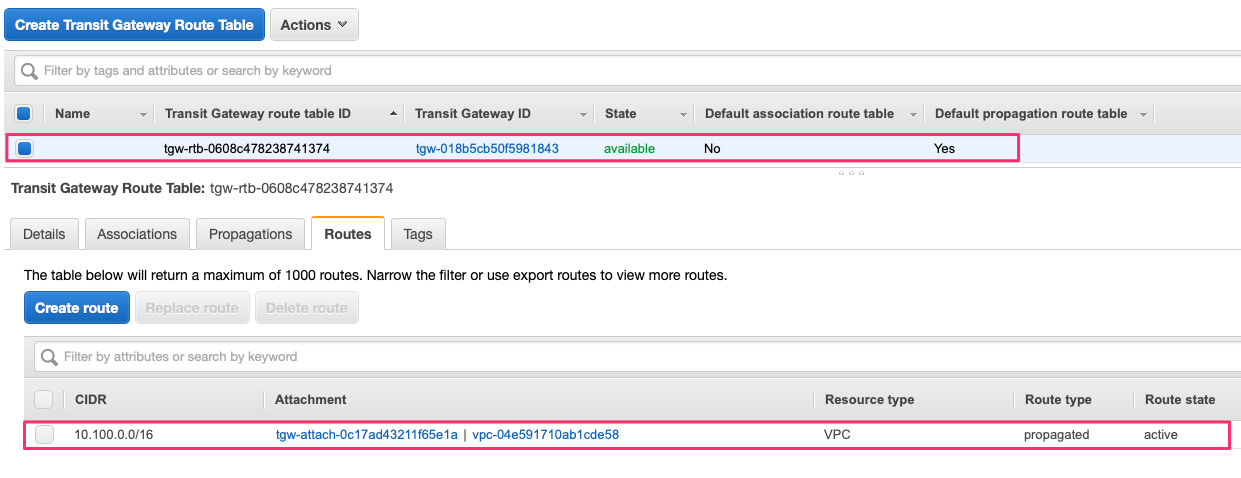 Create Transit Gateway Route Table Actions
Filter by tags and attributes or search by keyword
Name Transit Gateway route table ID Transit Gateway ID State Default association route table Default propagation route table
tgw-rtb-0608c478238741374 tgw-018b5cb50f5981843 available No Yes
Transit Gateway Route Table: tgw-rtb-0608c478238741374
Details Associations Propagations Routes Tags
The table below will return a maximum of 1000 routes. Narrow the filter or use export routes to view more routes.
Create route Replace route Delete route
Filter by attributes or search by keyword
CIDR Attachment Resource type Route type Route state
10.100.0.0/16 tgw-attach-0c17ad43211f65e1a | vpc-04e591710ab1cde58 VPC propagated active